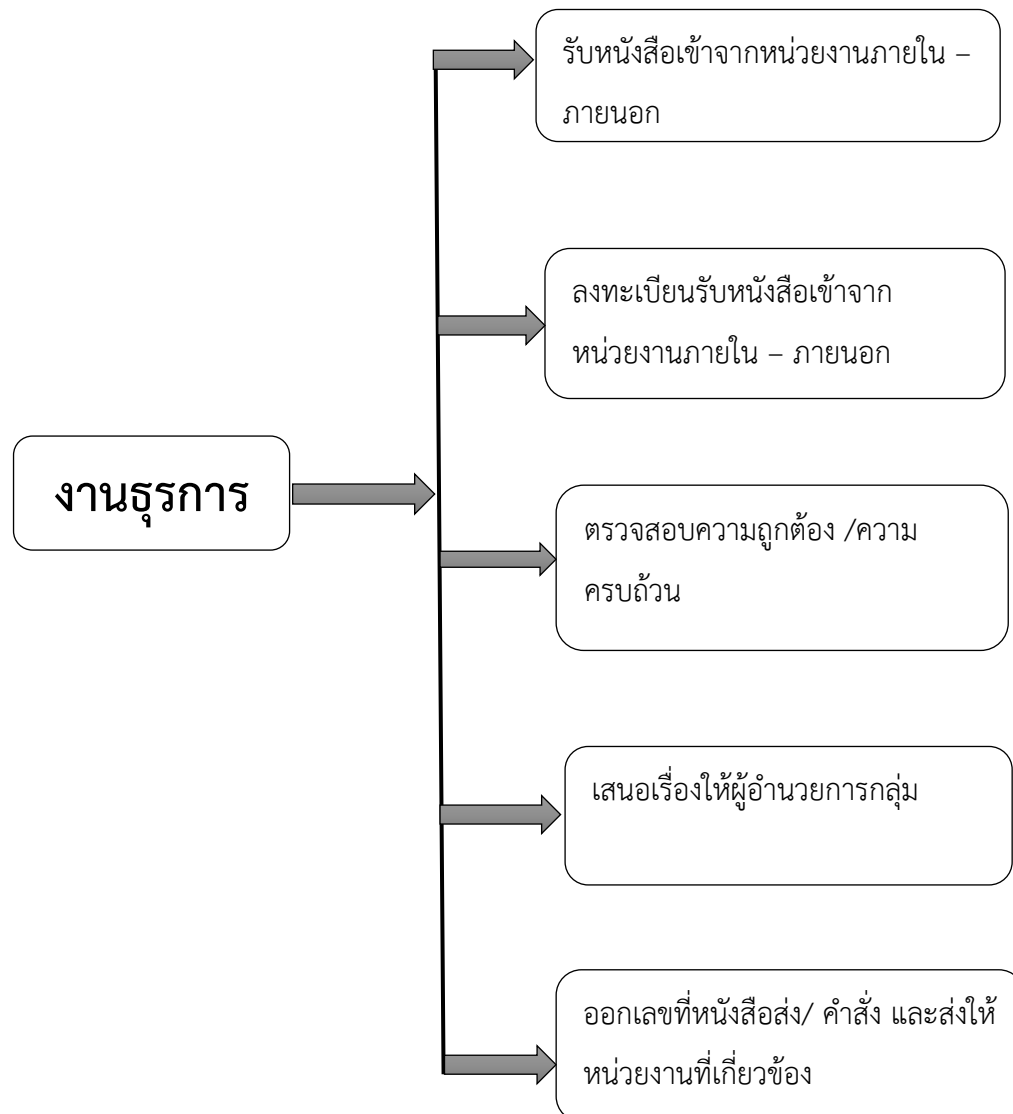 รับหนังสือเข้าจากหน่วยงานภายใน –
ภายนอก
ลงทะเบียนรับหนังสือเข้าจาก
หน่วยงานภายใน – ภายนอก
งานธุรการ
ตรวจสอบความถูกต้อง /ความ
ครบถ้วน
เสนอเรื่องให้ผู้อำนวยการกลุ่ม
ออกเลขที่หนังสือส่ง/ คำสั่ง และส่งให้
หน่วยงานที่เกี่ยวข้อง